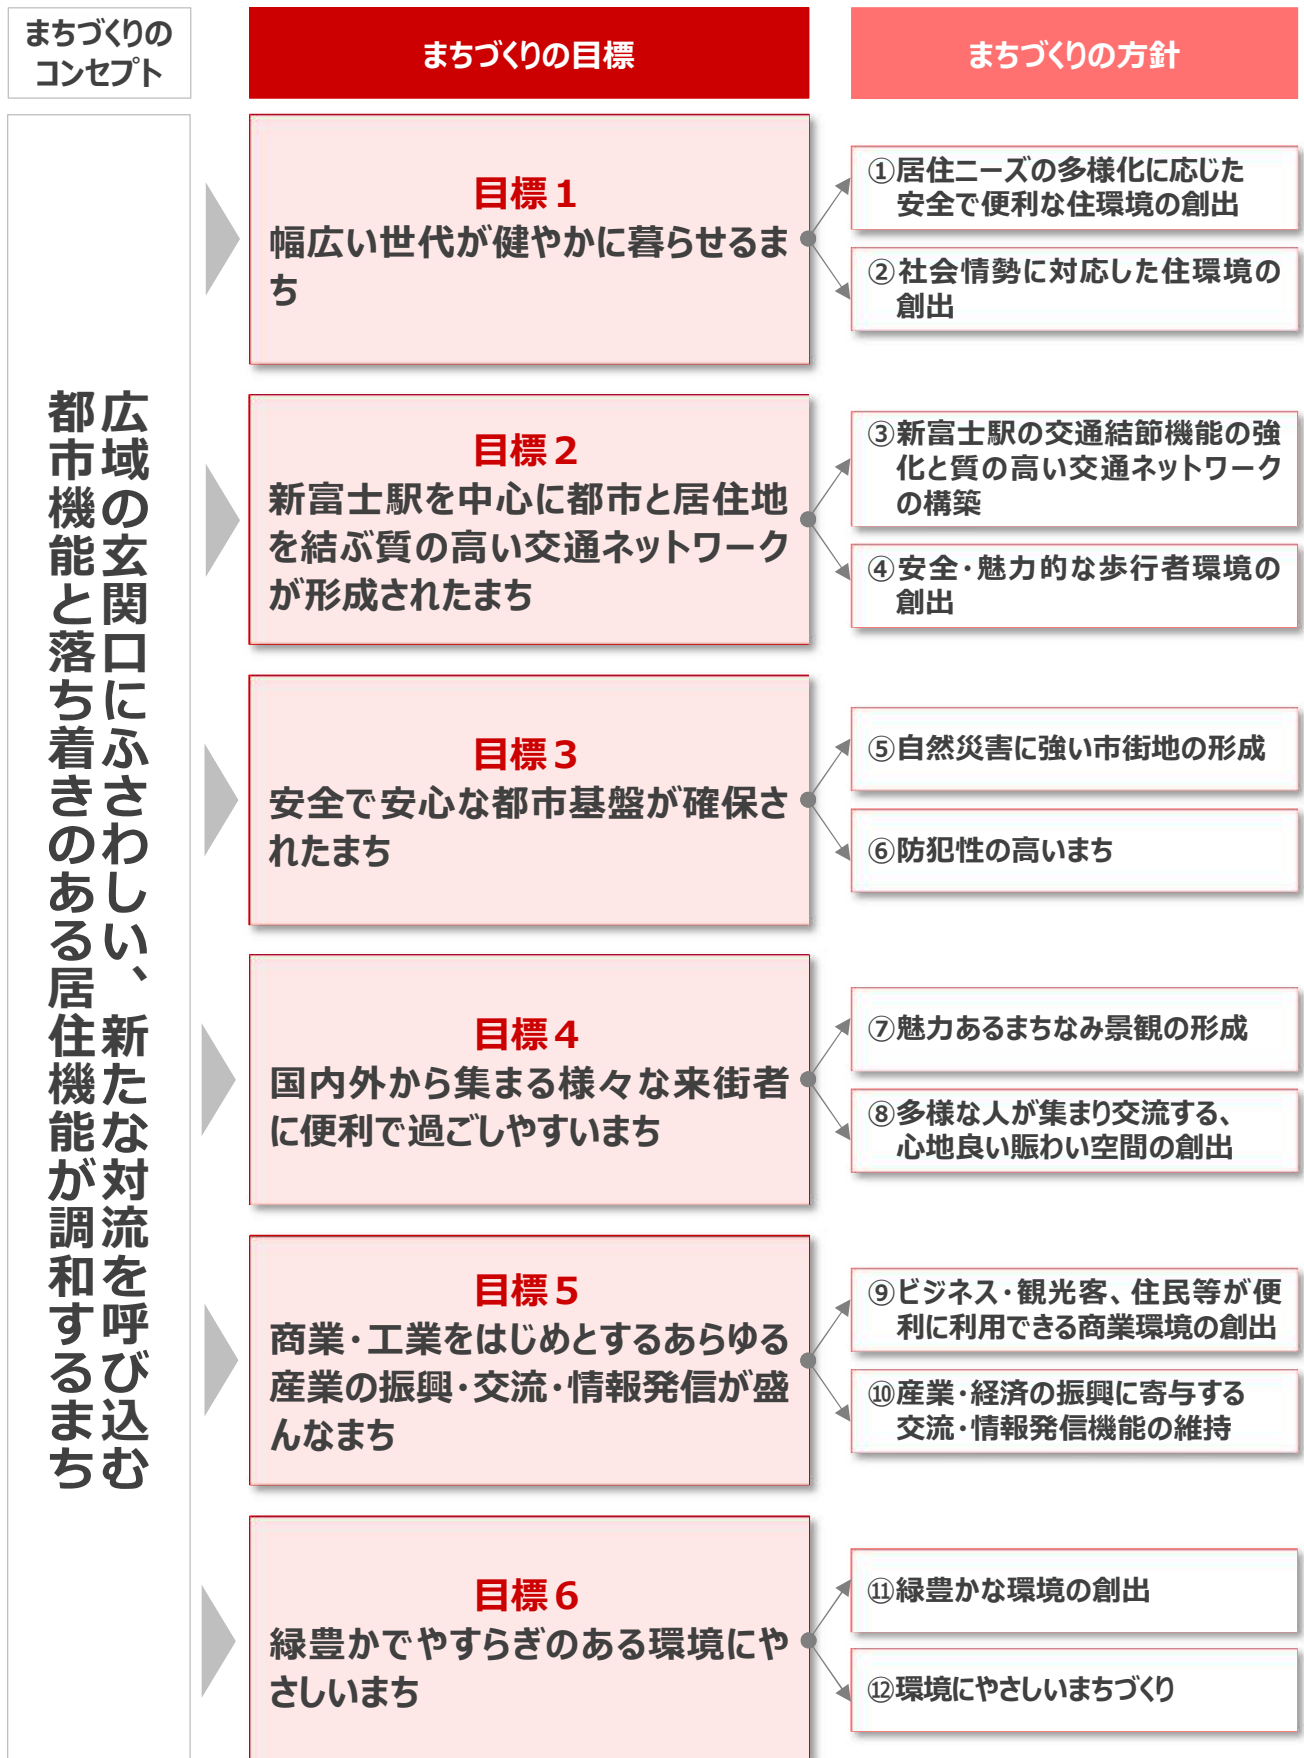 まちづくりの
コンセプト
まちづくりの目標
まちづくりの方針
広域の玄関口にふさわしい、新たな対流を呼び込む
都市機能と落ち着きのある居住機能が調和するまち
目標１
幅広い世代が健やかに暮らせるま
ち
①居住ニーズの多様化に応じた
安全で便利な住環境の創出
②社会情勢に対応した住環境の
創出
目標２
新富士駅を中心に都市と居住地
を結ぶ質の高い交通ネットワーク
が形成されたまち
③新富士駅の交通結節機能の強
化と質の高い交通ネットワーク
の構築
④安全・魅力的な歩行者環境の
創出
目標３
安全で安心な都市基盤が確保さ
れたまち
⑤自然災害に強い市街地の形成
⑥防犯性の高いまち
目標４
国内外から集まる様々な来街者
に便利で過ごしやすいまち
⑦魅力あるまちなみ景観の形成
⑧多様な人が集まり交流する、
心地良い賑わい空間の創出
目標５
商業・工業をはじめとするあらゆる
産業の振興・交流・情報発信が盛
んなまち
⑨ビジネス・観光客、住民等が便
利に利用できる商業環境の創出
⑩産業・経済の振興に寄与する
交流・情報発信機能の維持
目標６
緑豊かでやすらぎのある環境にや
さしいまち
⑪緑豊かな環境の創出
⑫環境にやさしいまちづくり